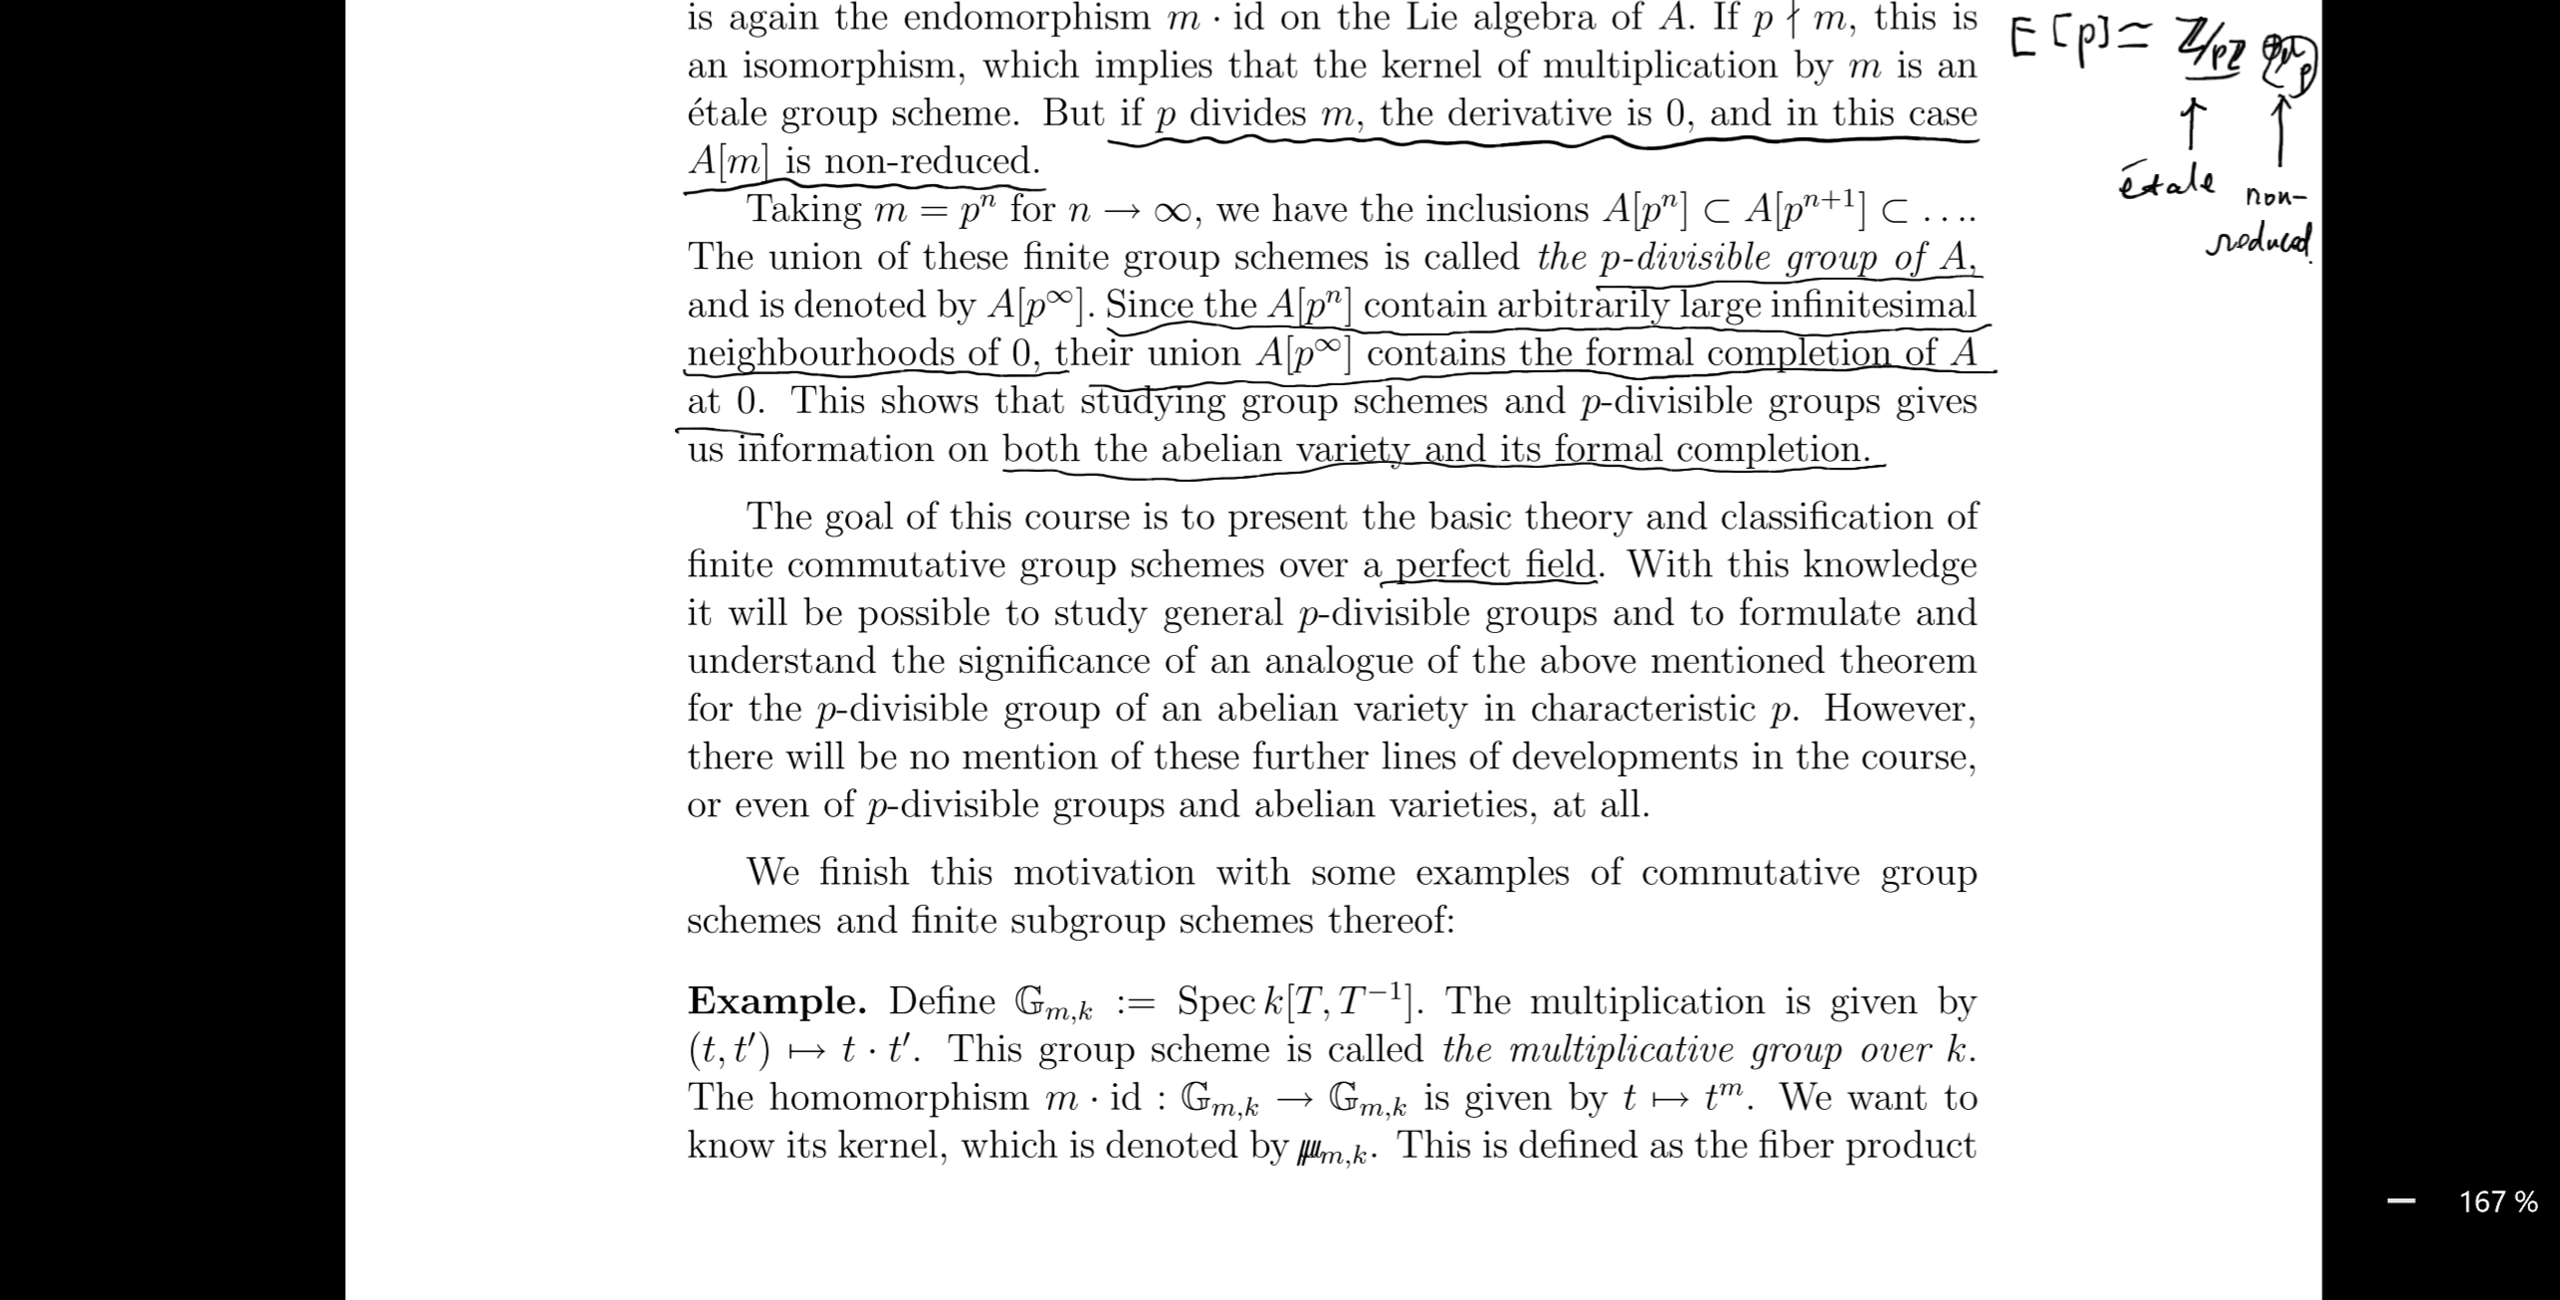 is again the endomorphism m · id on the Lie algebra of A. If p ∤ m, this is
an isomorphism, which implies that the kernel of multiplication by m is an
étale group scheme. But if p divides m, the derivative is 0, and in this case
A[m] is non-reduced.
Taking m = pⁿ for n → ∞, we have the inclusions A[pⁿ] ⊂ A[pⁿ⁺¹] ⊂ ….
The union of these finite group schemes is called the p-divisible group of A,
and is denoted by A[p^∞]. Since the A[pⁿ] contain arbitrarily large infinitesimal
neighbourhoods of 0, their union A[p^∞] contains the formal completion of A
at 0. This shows that studying group schemes and p-divisible groups gives
us information on both the abelian variety and its formal completion.
The goal of this course is to present the basic theory and classification of
finite commutative group schemes over a perfect field. With this knowledge
it will be possible to study general p-divisible groups and to formulate and
understand the significance of an analogue of the above mentioned theorem
for the p-divisible group of an abelian variety in characteristic p. However,
there will be no mention of these further lines of developments in the course,
or even of p-divisible groups and abelian varieties, at all.
We finish this motivation with some examples of commutative group
schemes and finite subgroup schemes thereof:
Example. Define 𝔾_{m,k} := Spec k[T, T⁻¹]. The multiplication is given by
(t, t′) ↦ t · t′. This group scheme is called the multiplicative group over k.
The homomorphism m · id : 𝔾_{m,k} → 𝔾_{m,k} is given by t ↦ tᵐ. We want to
know its kernel, which is denoted by μ_{m,k}. This is defined as the fiber product
E[p] ≃ ℤ/pℤ ⊕ μ_p
↑ ↑
étale non-
reduced.
— 167 %